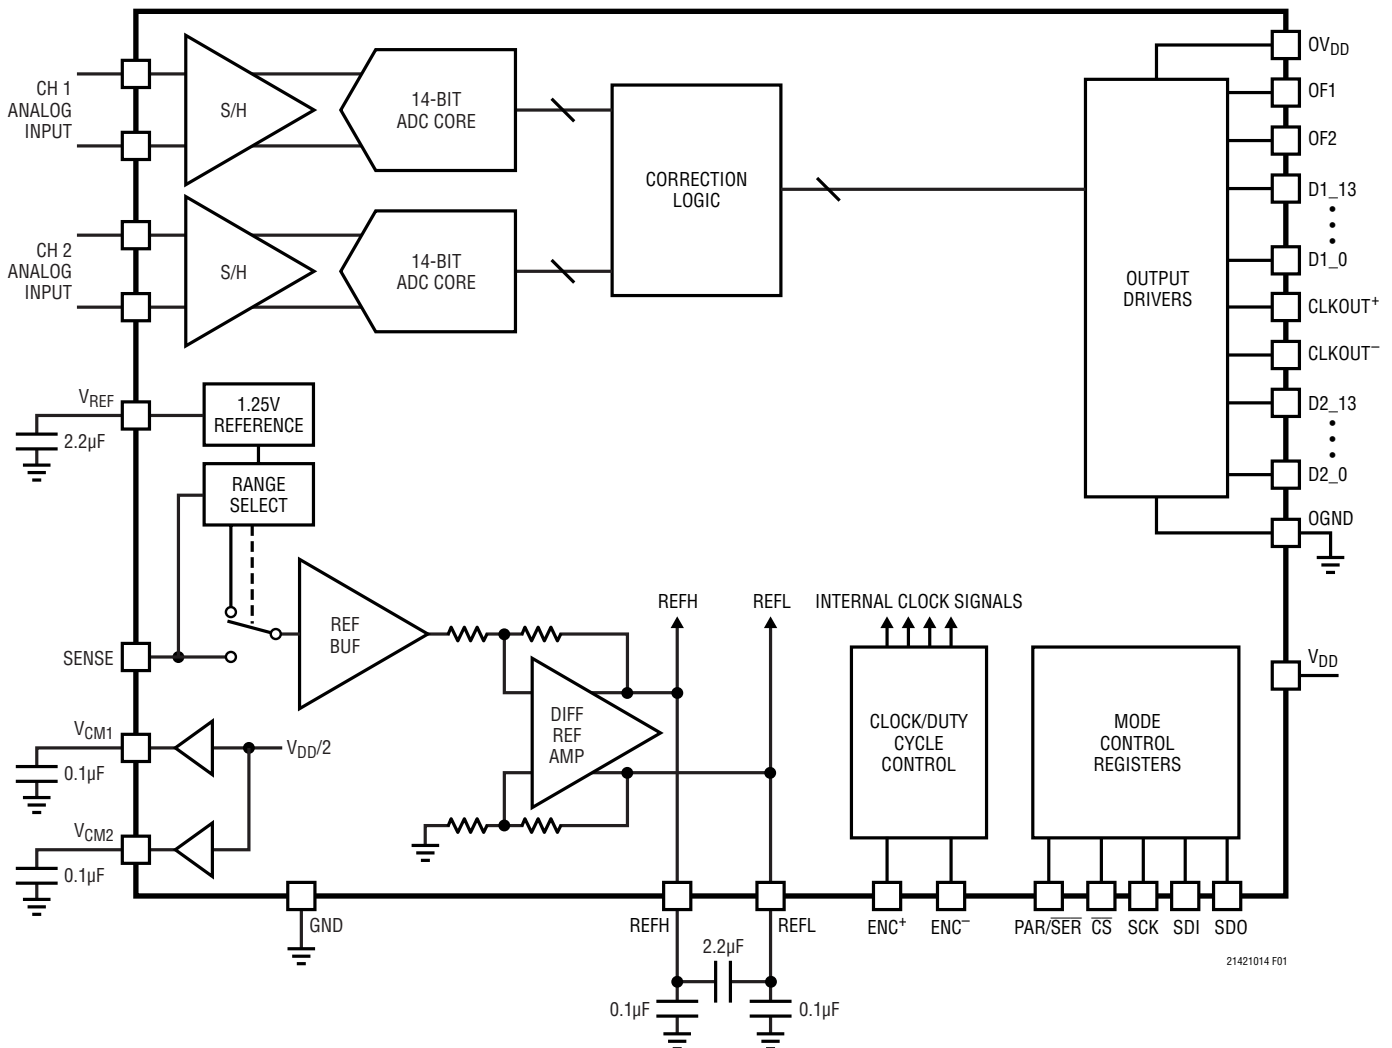 CH 1
ANALOG
INPUT
S/H
14-BIT
ADC CORE
CH 2
ANALOG
INPUT
S/H
14-BIT
ADC CORE
CORRECTION
LOGIC
OUTPUT
DRIVERS
OVDD
OF1
OF2
D1_13
D1_0
CLKOUT+
CLKOUT–
D2_13
D2_0
OGND
VDD
VREF
2.2µF
1.25V
REFERENCE
RANGE
SELECT
SENSE
REF
BUF
DIFF
REF
AMP
REFH
REFL
INTERNAL CLOCK SIGNALS
CLOCK/DUTY
CYCLE
CONTROL
MODE
CONTROL
REGISTERS
VCM1
0.1µF
VDD/2
VCM2
0.1µF
GND
REFH
REFL
2.2µF
0.1µF
0.1µF
ENC+
ENC–
PAR/SER
CS
SCK
SDI
SDO
21421014 F01